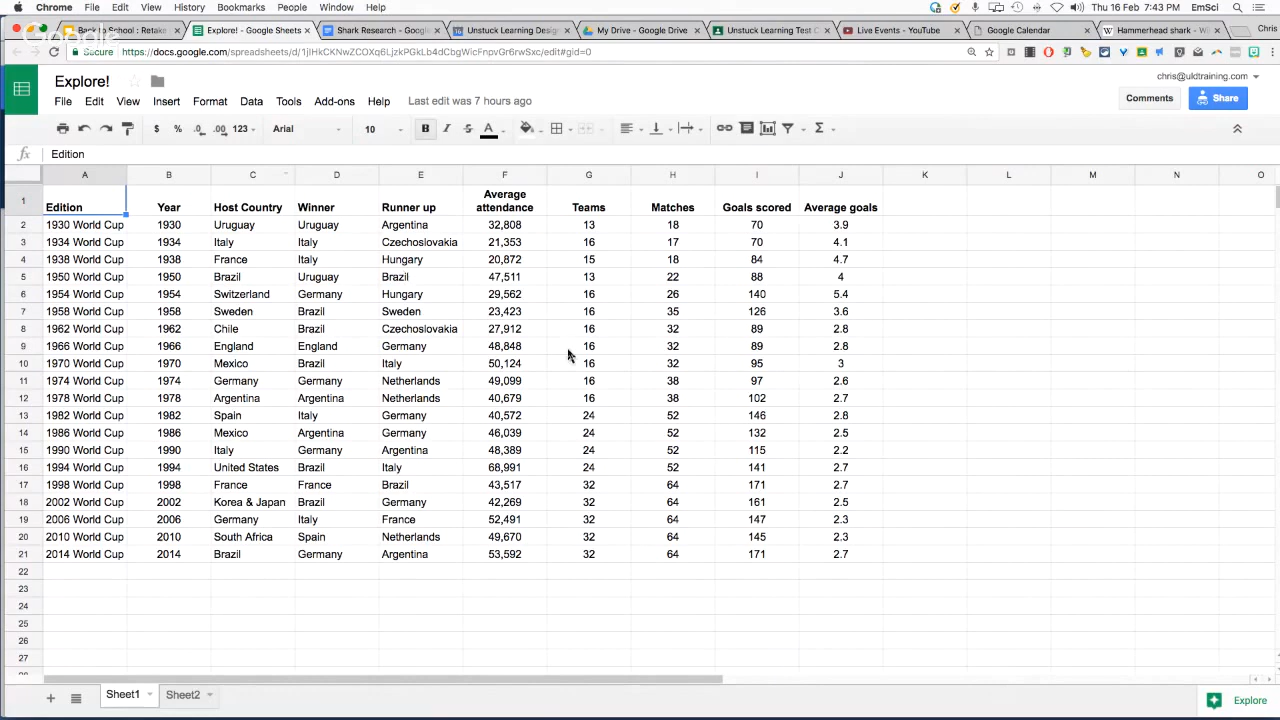 Chrome File Edit View History Bookmarks People Window Help Thu 16 Feb 7:43 PM EmSci
Back to School : Retake Explore! - Google Sheets Shark Research - Goog Unstuck Learning Desig My Drive - Google Drive Unstuck Learning Test C Live Events - YouTube Google Calendar Hammerhead shark - W Chris
Google
Secure https://docs.google.com/spreadsheets/d/1jIHkCKNwZCOXq6LjzkPGkLb4dCbgWicFnpvGr6rwSxc/edit#gid=0
Explore!
chris@uldtraining.com
File Edit View Insert Format Data Tools Add-ons Help Last edit was 7 hours ago
Comments Share
$ % .0 .00 123 Arial 10 B I S A Σ
fx Edition
A B C D E F G H I J K L M N O
1 Edition Year Host Country Winner Runner up Average attendance Teams Matches Goals scored Average goals
2 1930 World Cup 1930 Uruguay Uruguay Argentina 32,808 13 18 70 3.9
3 1934 World Cup 1934 Italy Italy Czechoslovakia 21,353 16 17 70 4.1
4 1938 World Cup 1938 France Italy Hungary 20,872 15 18 84 4.7
5 1950 World Cup 1950 Brazil Uruguay Brazil 47,511 13 22 88 4
6 1954 World Cup 1954 Switzerland Germany Hungary 29,562 16 26 140 5.4
7 1958 World Cup 1958 Sweden Brazil Sweden 23,423 16 35 126 3.6
8 1962 World Cup 1962 Chile Brazil Czechoslovakia 27,912 16 32 89 2.8
9 1966 World Cup 1966 England England Germany 48,848 16 32 89 2.8
10 1970 World Cup 1970 Mexico Brazil Italy 50,124 16 32 95 3
11 1974 World Cup 1974 Germany Germany Netherlands 49,099 16 38 97 2.6
12 1978 World Cup 1978 Argentina Argentina Netherlands 40,679 16 38 102 2.7
13 1982 World Cup 1982 Spain Italy Germany 40,572 24 52 146 2.8
14 1986 World Cup 1986 Mexico Argentina Germany 46,039 24 52 132 2.5
15 1990 World Cup 1990 Italy Germany Argentina 48,389 24 52 115 2.2
16 1994 World Cup 1994 United States Brazil Italy 68,991 24 52 141 2.7
17 1998 World Cup 1998 France France Brazil 43,517 32 64 171 2.7
18 2002 World Cup 2002 Korea & Japan Brazil Germany 42,269 32 64 161 2.5
19 2006 World Cup 2006 Germany Italy France 52,491 32 64 147 2.3
20 2010 World Cup 2010 South Africa Spain Netherlands 49,670 32 64 145 2.3
21 2014 World Cup 2014 Brazil Germany Argentina 53,592 32 64 171 2.7
22
23
24
25
26
27
28
Sheet1 Sheet2 Explore